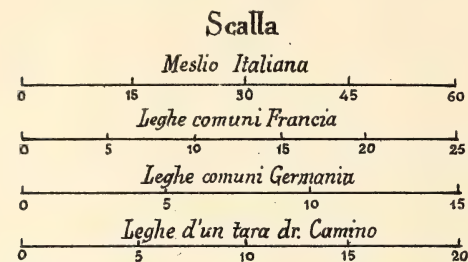 Scalla
Meslio Italiana
0 15 30 45 60
Leghe comuni Francia
0 5 10 15 20 25
Leghe comuni Germania
0 5 10 15
Leghe d'un tara dr. Camino
0 5 10 15 20